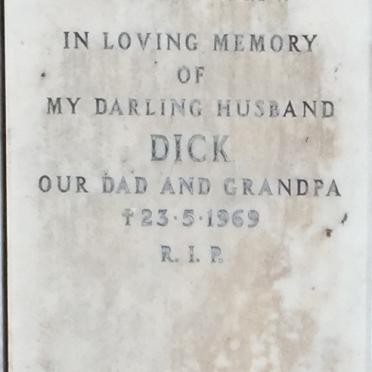 IN LOVING MEMORY
OF
MY DARLING HUSBAND
DICK
OUR DAD AND GRANDPA
✝23·5·1969
R. I. P.